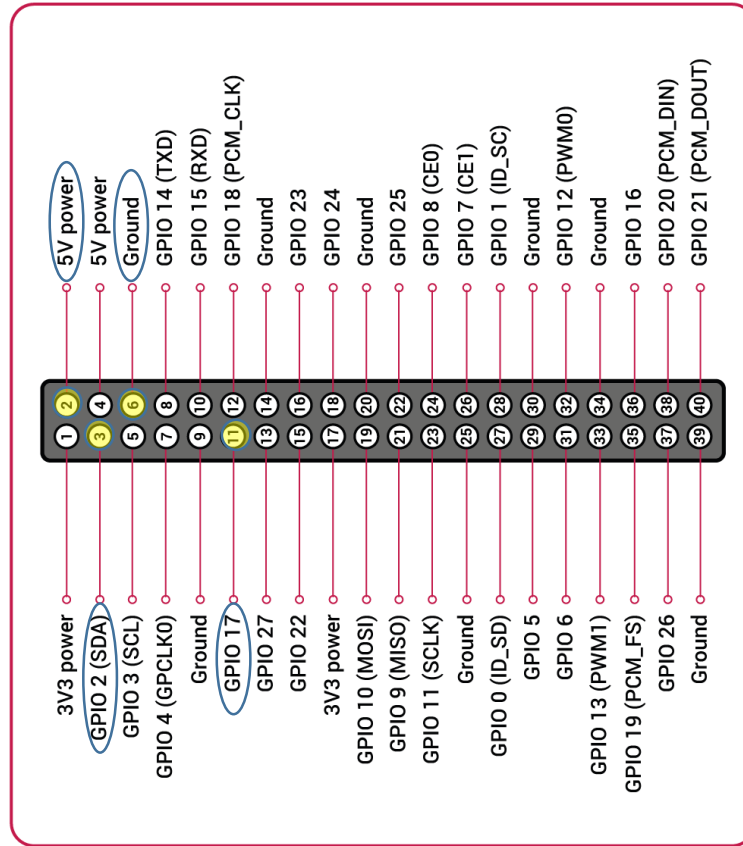 5V power
5V power
Ground
GPIO 14 (TXD)
GPIO 15 (RXD)
GPIO 18 (PCM_CLK)
Ground
GPIO 23
GPIO 24
Ground
GPIO 25
GPIO 8 (CE0)
GPIO 7 (CE1)
GPIO 1 (ID_SC)
Ground
GPIO 12 (PWM0)
Ground
GPIO 16
GPIO 20 (PCM_DIN)
GPIO 21 (PCM_DOUT)
2 4 6 8 10 12 14 16 18 20 22 24 26 28 30 32 34 36 38 40
1 3 5 7 9 11 13 15 17 19 21 23 25 27 29 31 33 35 37 39
3V3 power
GPIO 2 (SDA)
GPIO 3 (SCL)
GPIO 4 (GPCLK0)
Ground
GPIO 17
GPIO 27
GPIO 22
3V3 power
GPIO 10 (MOSI)
GPIO 9 (MISO)
GPIO 11 (SCLK)
Ground
GPIO 0 (ID_SD)
GPIO 5
GPIO 6
GPIO 13 (PWM1)
GPIO 19 (PCM_FS)
GPIO 26
Ground